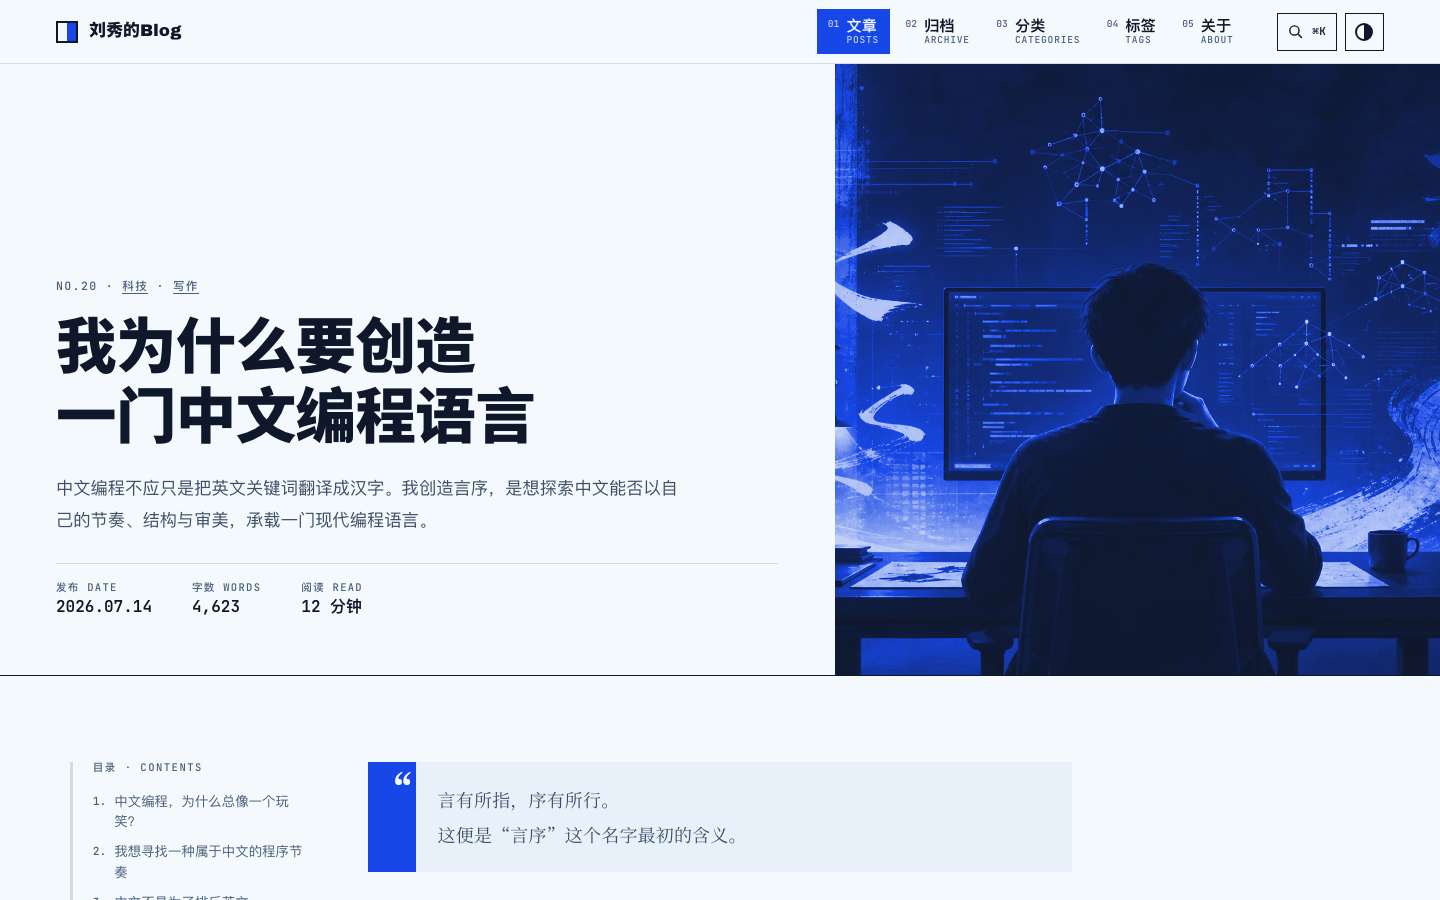 刘秀的Blog
01 文章 POSTS
02 归档 ARCHIVE
03 分类 CATEGORIES
04 标签 TAGS
05 关于 ABOUT
⌘K
NO.20 · 科技 · 写作
我为什么要创造
一门中文编程语言
中文编程不应只是把英文关键词翻译成汉字。我创造言序，是想探索中文能否以自
己的节奏、结构与审美，承载一门现代编程语言。
发布 DATE
2026.07.14
字数 WORDS
4,623
阅读 READ
12 分钟
目录 · CONTENTS
1. 中文编程，为什么总像一个玩
笑？
2. 我想寻找一种属于中文的程序节
奏
“
言有所指，序有所行。
这便是“言序”这个名字最初的含义。